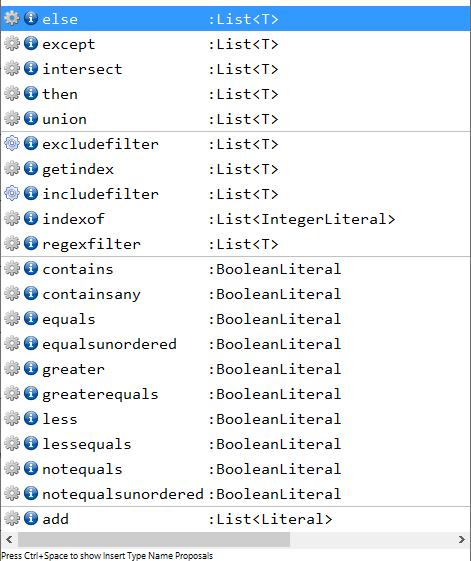 else :List<T>
except :List<T>
intersect :List<T>
then :List<T>
union :List<T>
excludefilter :List<T>
getindex :List<T>
includefilter :List<T>
indexof :List<IntegerLiteral>
regexfilter :List<T>
contains :BooleanLiteral
containsany :BooleanLiteral
equals :BooleanLiteral
equalsunordered :BooleanLiteral
greater :BooleanLiteral
greaterequals :BooleanLiteral
less :BooleanLiteral
lessequals :BooleanLiteral
notequals :BooleanLiteral
notequalsunordered :BooleanLiteral
add :List<Literal>
Press Ctrl+Space to show Insert Type Name Proposals